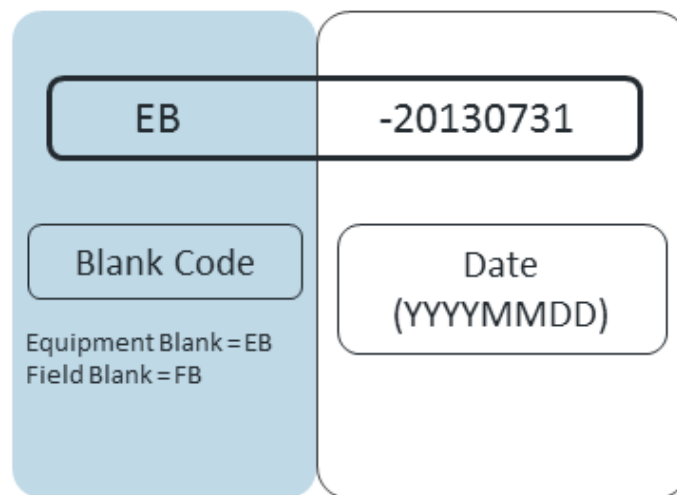 EB -20130731
Blank Code
Equipment Blank = EB
Field Blank = FB
Date
(YYYYMMDD)